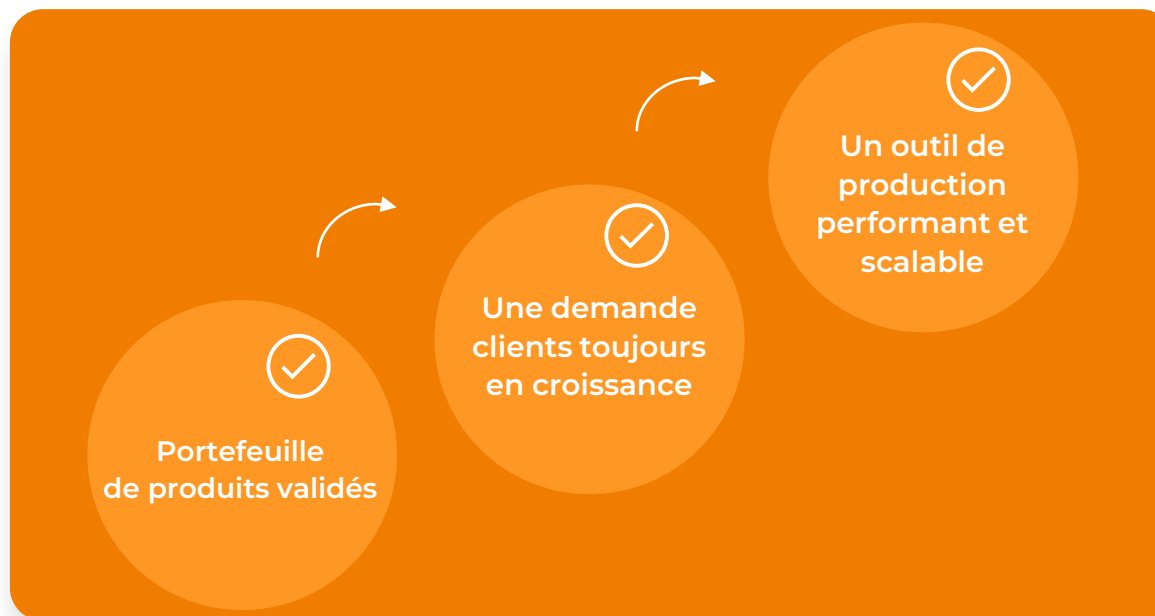 Portefeuille
de produits validés
Une demande
clients toujours
en croissance
Un outil de
production
performant et
scalable